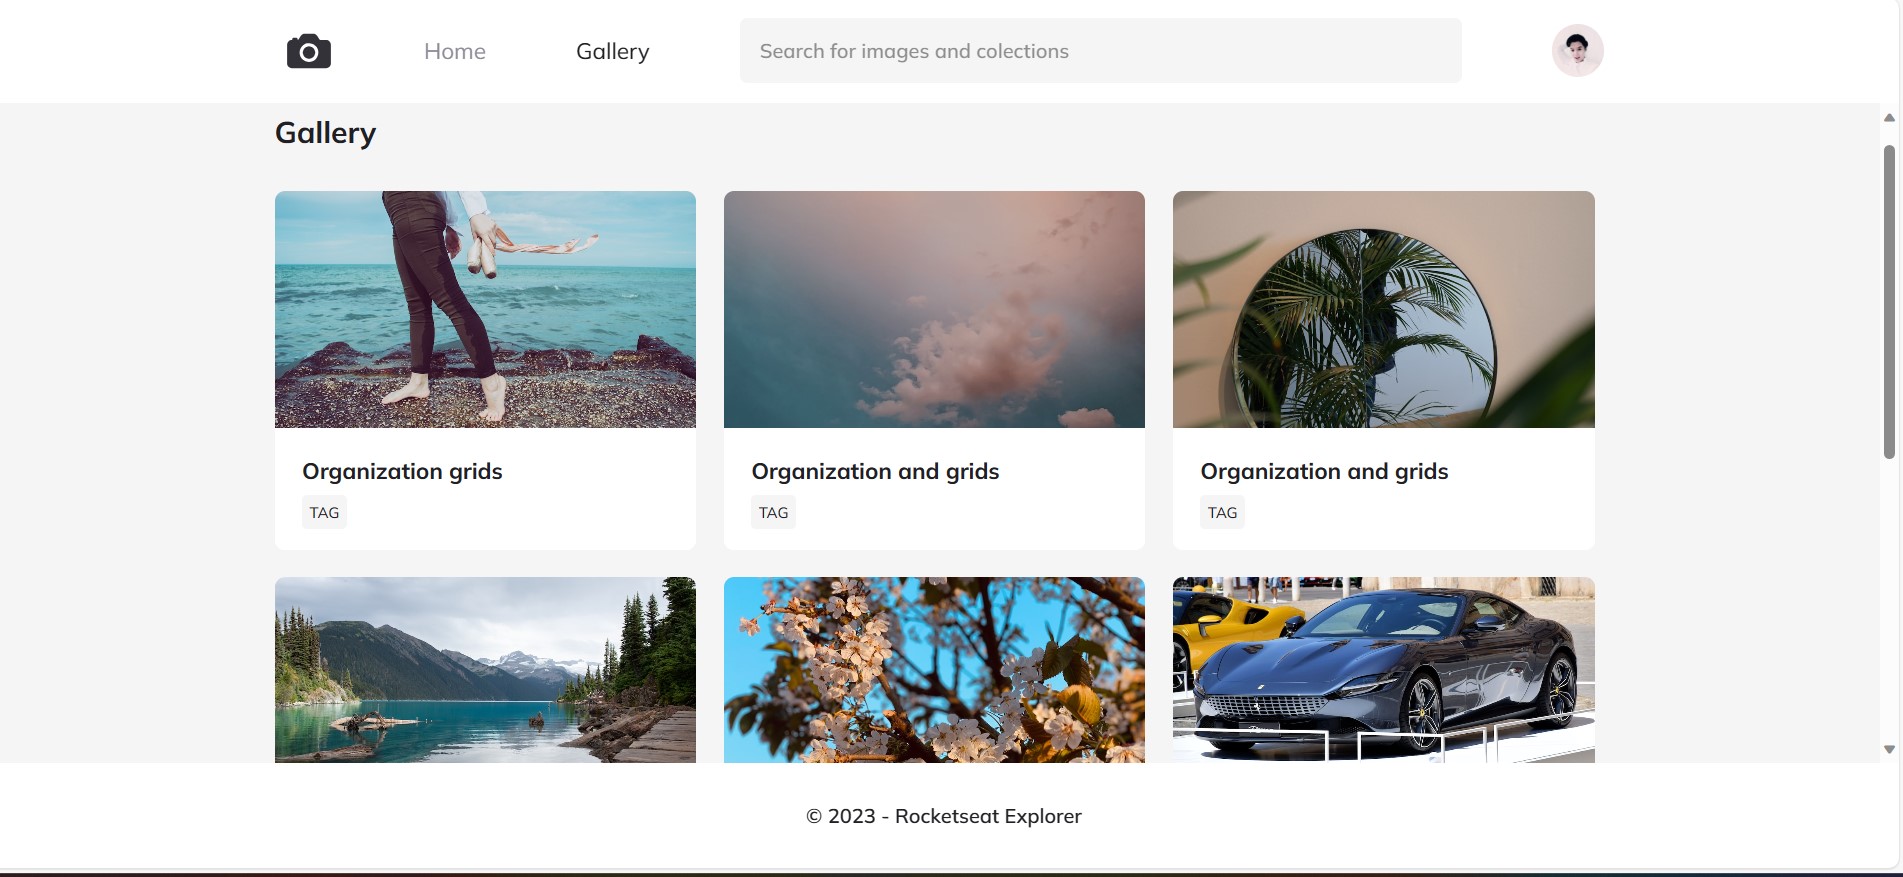 Home
Gallery
Search for images and colections
Gallery
Organization grids
TAG
Organization and grids
TAG
Organization and grids
TAG
© 2023 - Rocketseat Explorer